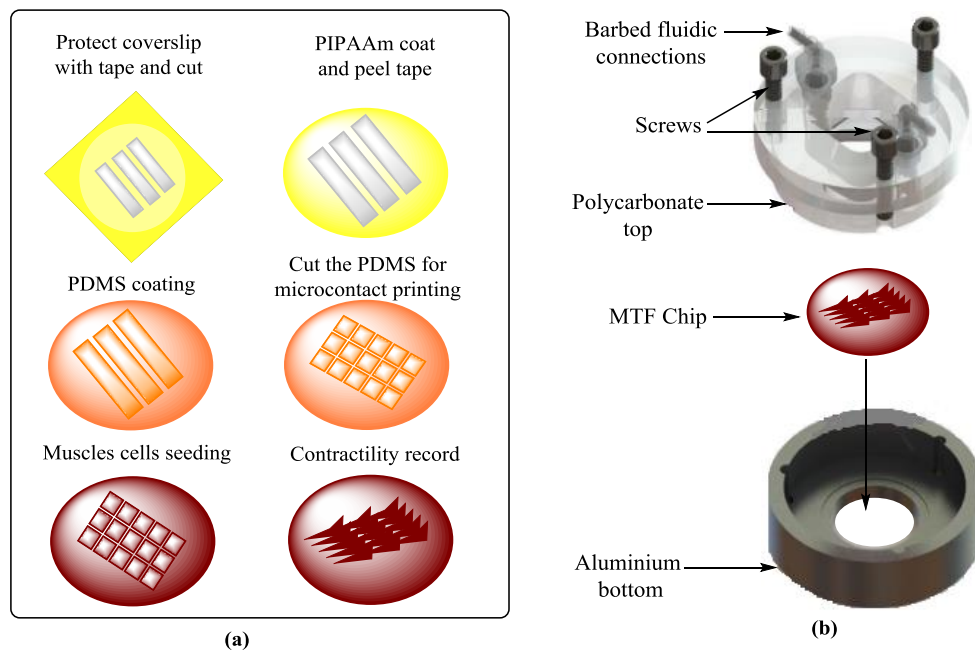 Protect coverslip
with tape and cut
PIPAAm coat
and peel tape
PDMS coating
Cut the PDMS for
microcontact printing
Muscles cells seeding
Contractility record
(a)
Barbed fluidic
connections
Screws
Polycarbonate
top
MTF Chip
Aluminium
bottom
(b)